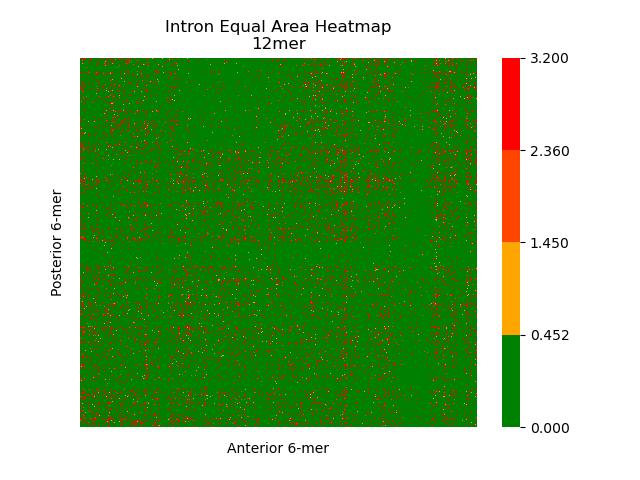 Intron Equal Area Heatmap
12mer
3.200
2.360
1.450
0.452
0.000
Posterior 6-mer
Anterior 6-mer